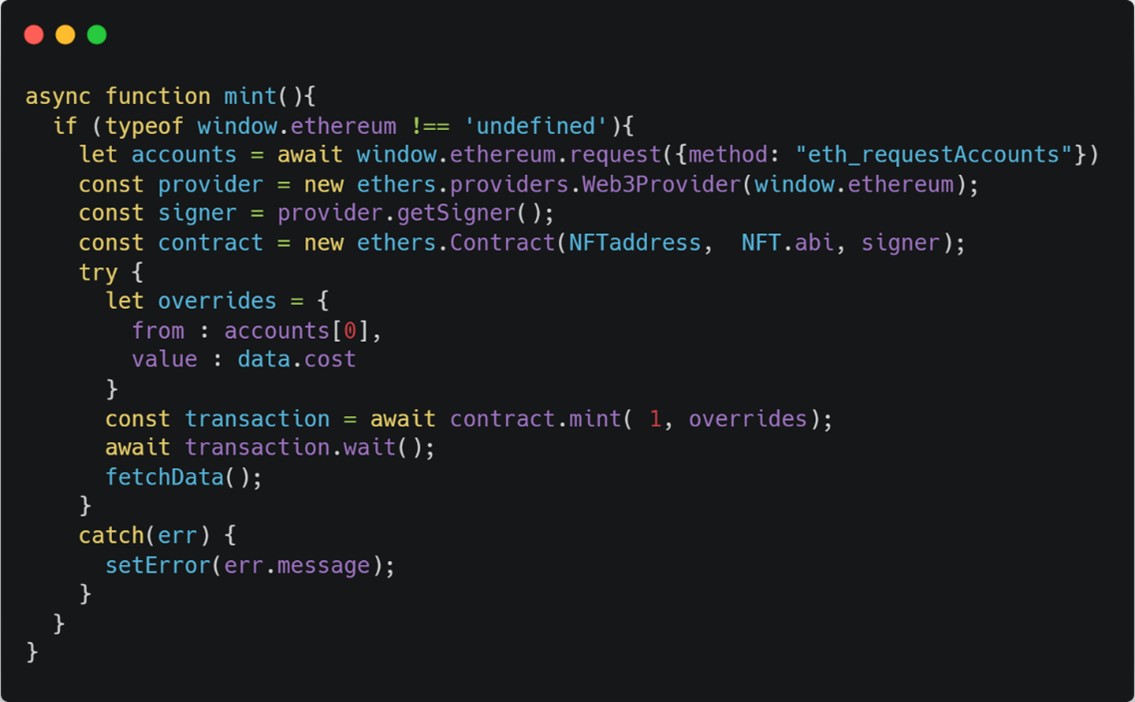 async function mint(){
  if (typeof window.ethereum !== 'undefined'){
    let accounts = await window.ethereum.request({method: "eth_requestAccounts"})
    const provider = new ethers.providers.Web3Provider(window.ethereum);
    const signer = provider.getSigner();
    const contract = new ethers.Contract(NFTaddress,  NFT.abi, signer);
    try {
      let overrides = {
        from : accounts[0],
        value : data.cost
      }
      const transaction = await contract.mint( 1, overrides);
      await transaction.wait();
      fetchData();
    }
    catch(err) {
      setError(err.message);
    }
  }
}